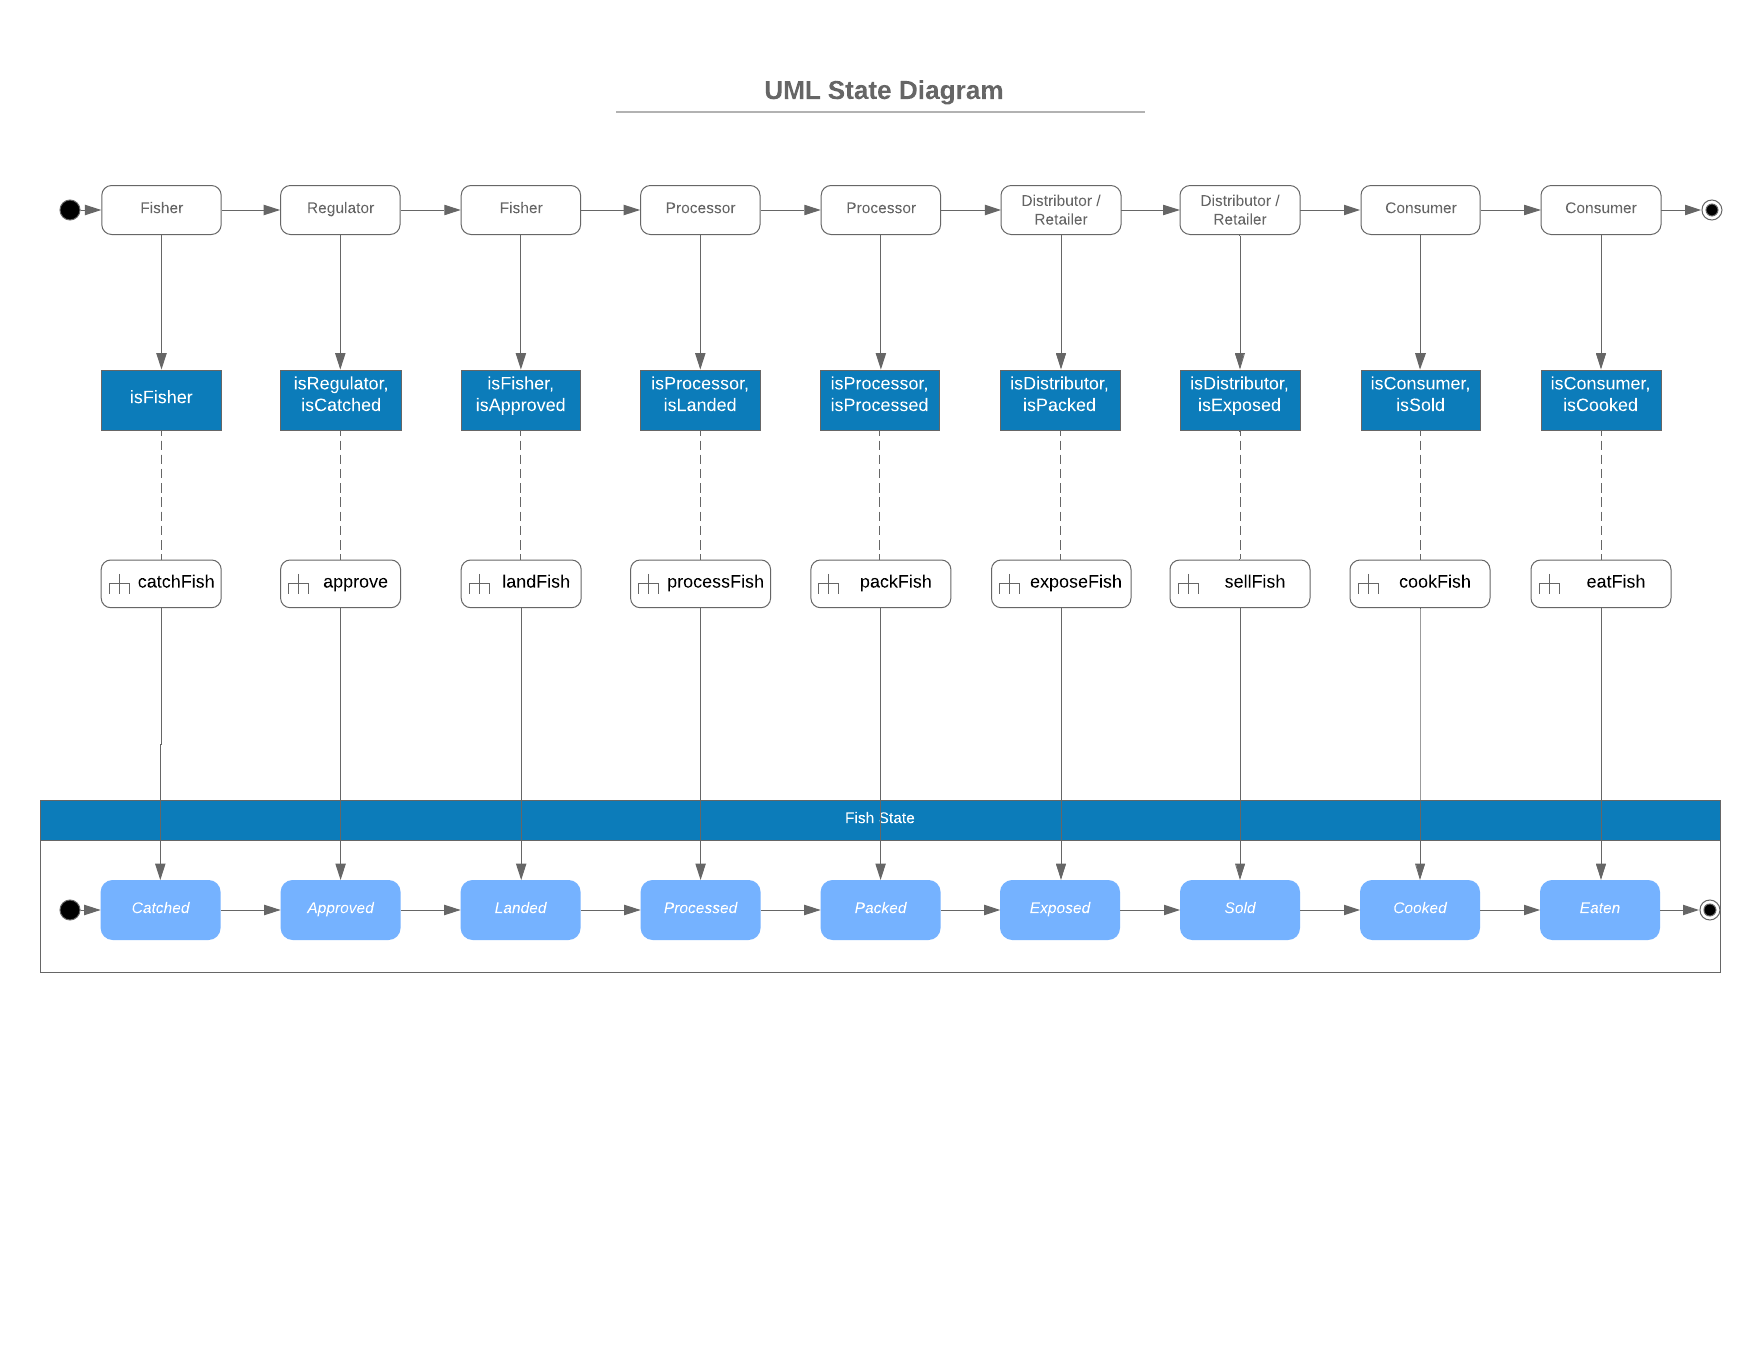 UML State Diagram
Fisher
Regulator
Fisher
Processor
Processor
Distributor /
Retailer
Distributor /
Retailer
Consumer
Consumer
isFisher
isRegulator,
isCatched
isFisher,
isApproved
isProcessor,
isLanded
isProcessor,
isProcessed
isDistributor,
isPacked
isDistributor,
isExposed
isConsumer,
isSold
isConsumer,
isCooked
catchFish
approve
landFish
processFish
packFish
exposeFish
sellFish
cookFish
eatFish
Fish State
Catched
Approved
Landed
Processed
Packed
Exposed
Sold
Cooked
Eaten